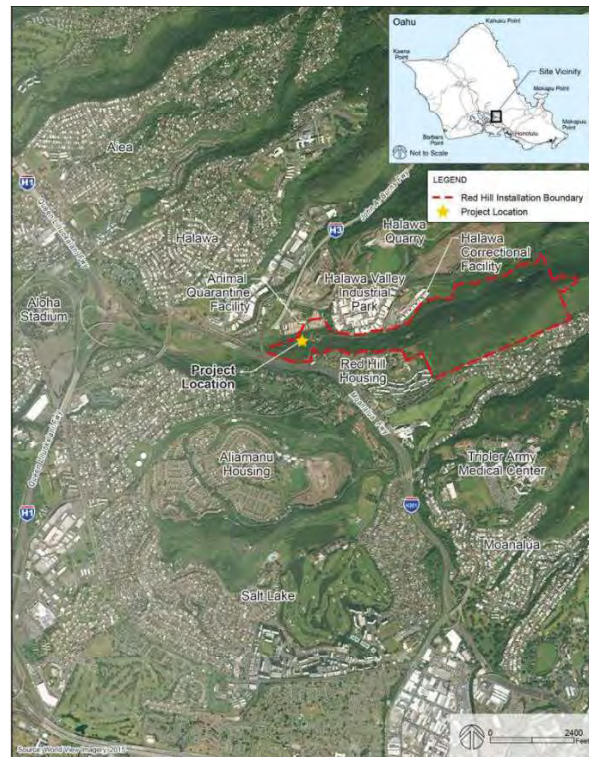 Oahu
Kahuku Point
Kaena
Point
Site Vicinity
Mokapu Point
Makapuu
Point
Barbers
Point
Honolulu
Not to Scale
LEGEND
Red Hill Installation Boundary
Project Location
Aiea
H1
Halawa
H3
Halawa
Quarry
Halawa
Correctional
Facility
Animal
Quarantine
Facility
Halawa Valley
Industrial
Park
Aloha
Stadium
Project
Location
Red Hill
Housing
Moanalua Fwy
Aliamanu
Housing
Tripler Army
Medical Center
H1
H201
Moanalua
Salt Lake
0 2400
Feet
Source: World View Imagery, 2015